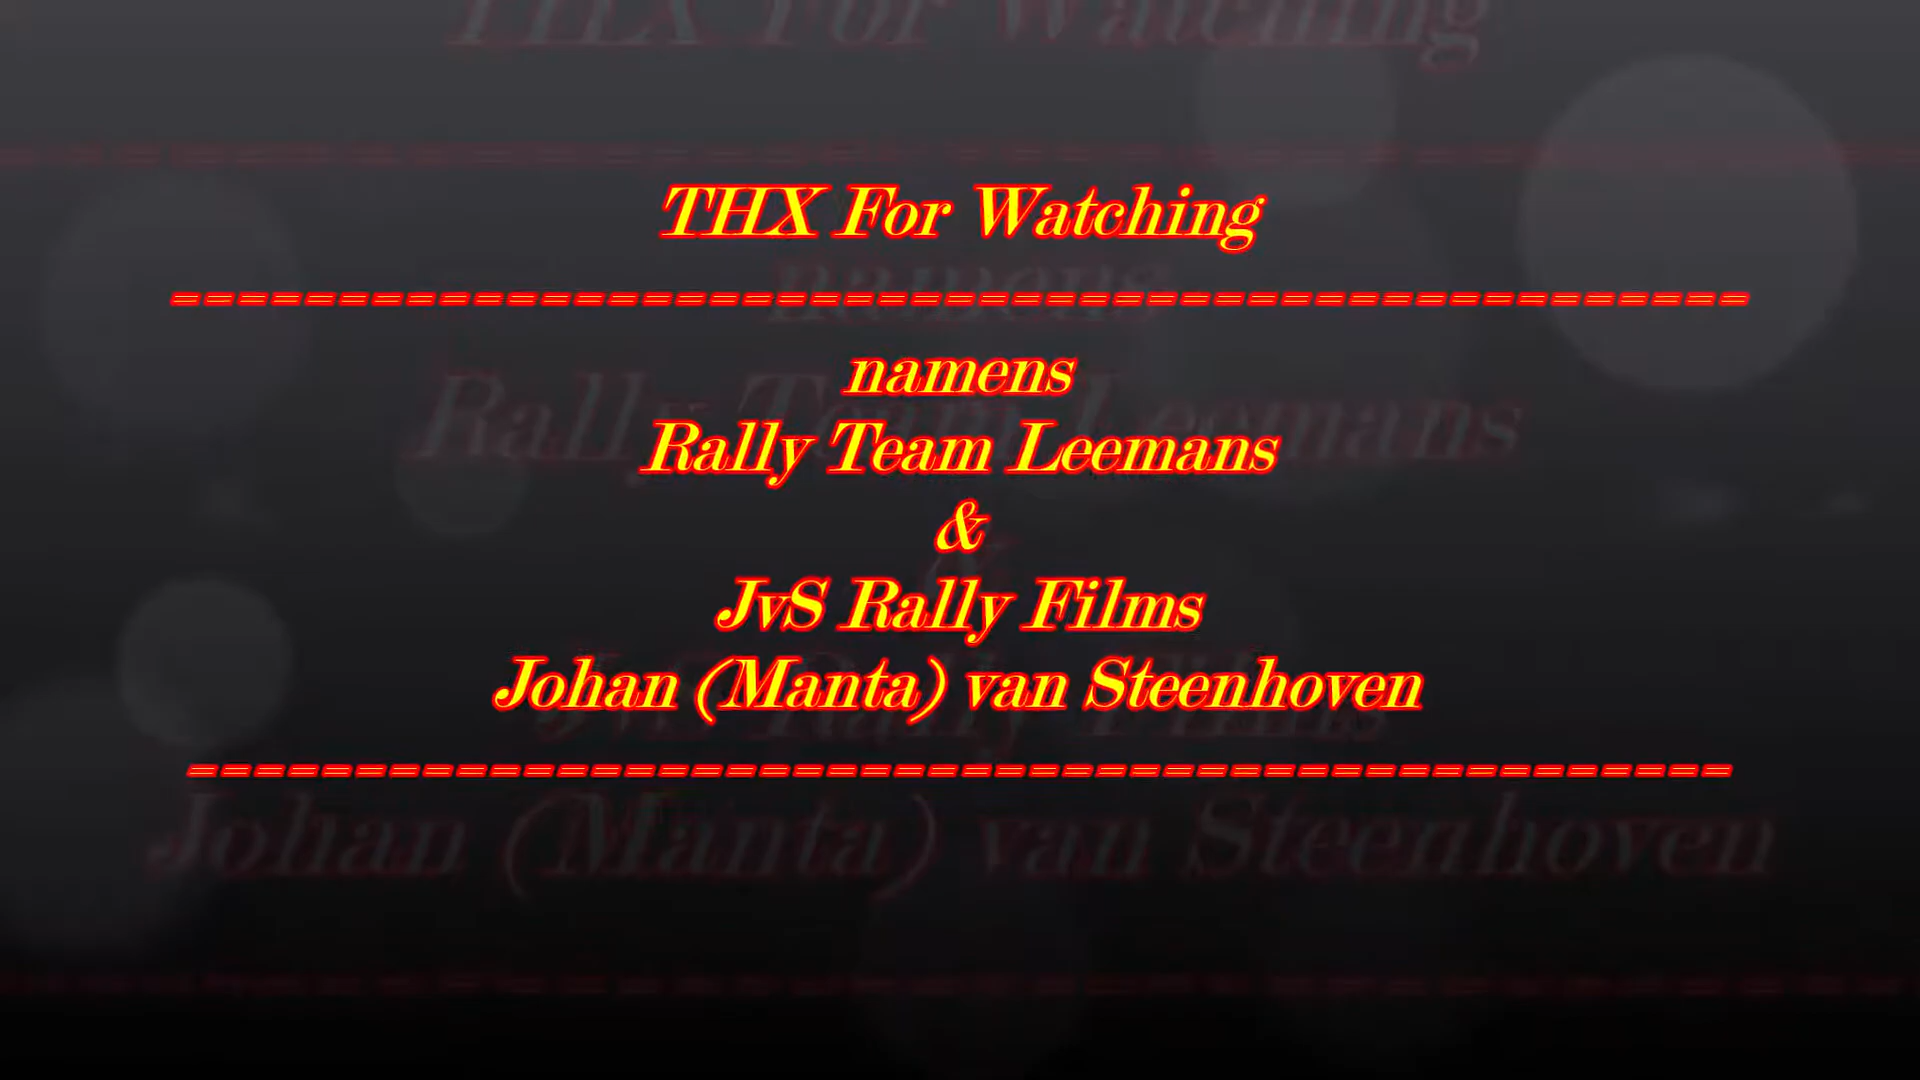 THX For Watching
===============================================
namens
Rally Team Leemans
&
JvS Rally Films
Johan (Manta) van Steenhoven
==============================================